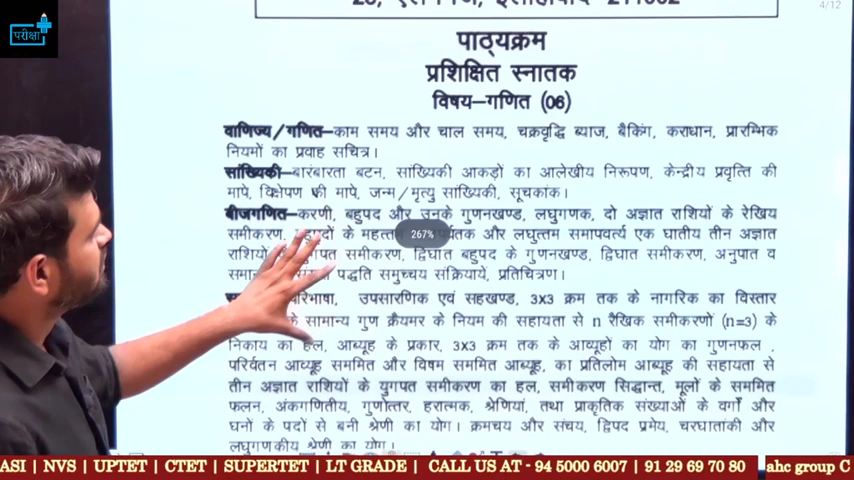 परीक्षा
4/12
पाठ्यक्रम
प्रशिक्षित स्नातक
विषय–गणित (06)
वाणिज्य/गणित–काम समय और चाल समय, चक्रवृद्धि ब्याज, बैकिंग, कराधान, प्रारम्भिक
नियमों का प्रवाह सचित्र।
सांख्यिकी–बारंबारता बटन, सांख्यिकी आकड़ों का आलेखीय निरूपण, केन्द्रीय प्रवृत्ति की
मापे, विक्षेपण की मापे, जन्म/मृत्यु सांख्यिकी, सूचकांक।
बीजगणित–करणी, बहुपद और उनके गुणनखण्ड, लघुगणक, दो अज्ञात राशियों के रेखिय
समीकरण, के महत्तम और लघुत्तम समापवर्त्य एक घातीय तीन अज्ञात
267%
राशियों समीकरण, द्विघात बहुपद के गुणनखण्ड, द्विघात समीकरण, अनुपात व
पद्धति समुच्चय संक्रियायें, प्रतिचित्रण।
उपसारणिक एवं सहखण्ड, 3x3 क्रम तक के नागरिक का विस्तार
के सामान्य गुण क्रैयमर के नियम की सहायता से n रैखिक समीकरणो (n=3) के
निकाय का हल, आब्यूह के प्रकार, 3x3 क्रम तक के आव्यूहों का योग का गुणनफल ,
परिर्वतन आव्यूह सममित और विषम सममित आब्यूह, का प्रतिलोम आब्यूह की सहायता से
तीन अज्ञात राशियों के युगपत समीकरण का हल, समीकरण सिद्धान्त, मूलों के सममित
फलन, अंकगणितीय, गुणोत्तर, हरात्मक, श्रेणियां, तथा प्राकृतिक संख्याओं के वर्गों और
घनों के पदों से बनी श्रेणी का योग। क्रमचय और संचय, द्विपद प्रमेय, चरघातांकी और
लघुगणकीय श्रेणी का योग।
ASI | NVS | UPTET | CTET | SUPERTET | LT GRADE | CALL US AT - 94 5000 6007 | 91 29 69 70 80 ahc group C